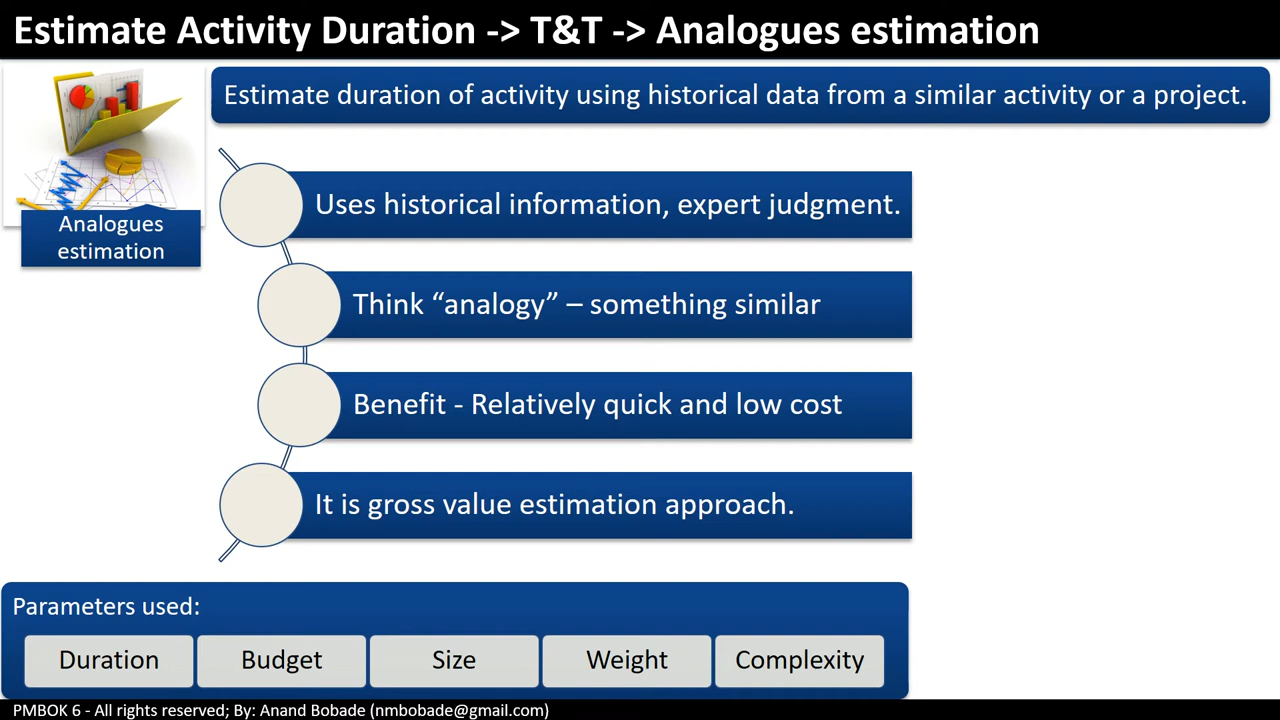 Estimate Activity Duration -> T&T -> Analogues estimation
Estimate duration of activity using historical data from a similar activity or a project.
Analogues
estimation
Uses historical information, expert judgment.
Think “analogy” – something similar
Benefit - Relatively quick and low cost
It is gross value estimation approach.
Parameters used:
Duration
Budget
Size
Weight
Complexity
PMBOK 6 - All rights reserved; By: Anand Bobade (nmbobade@gmail.com)